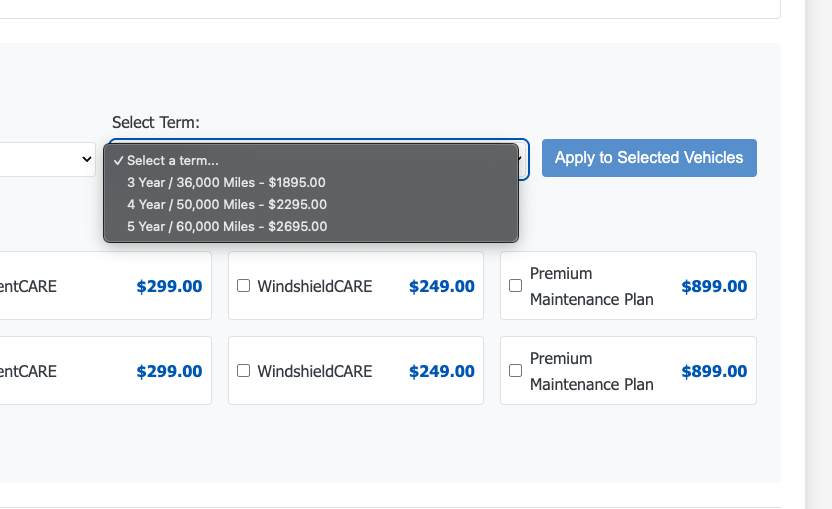 Select Term:
✓ Select a term...
3 Year / 36,000 Miles - $1895.00
4 Year / 50,000 Miles - $2295.00
5 Year / 60,000 Miles - $2695.00
Apply to Selected Vehicles
entCARE $299.00
WindshieldCARE $249.00
Premium
Maintenance Plan $899.00
entCARE $299.00
WindshieldCARE $249.00
Premium
Maintenance Plan $899.00